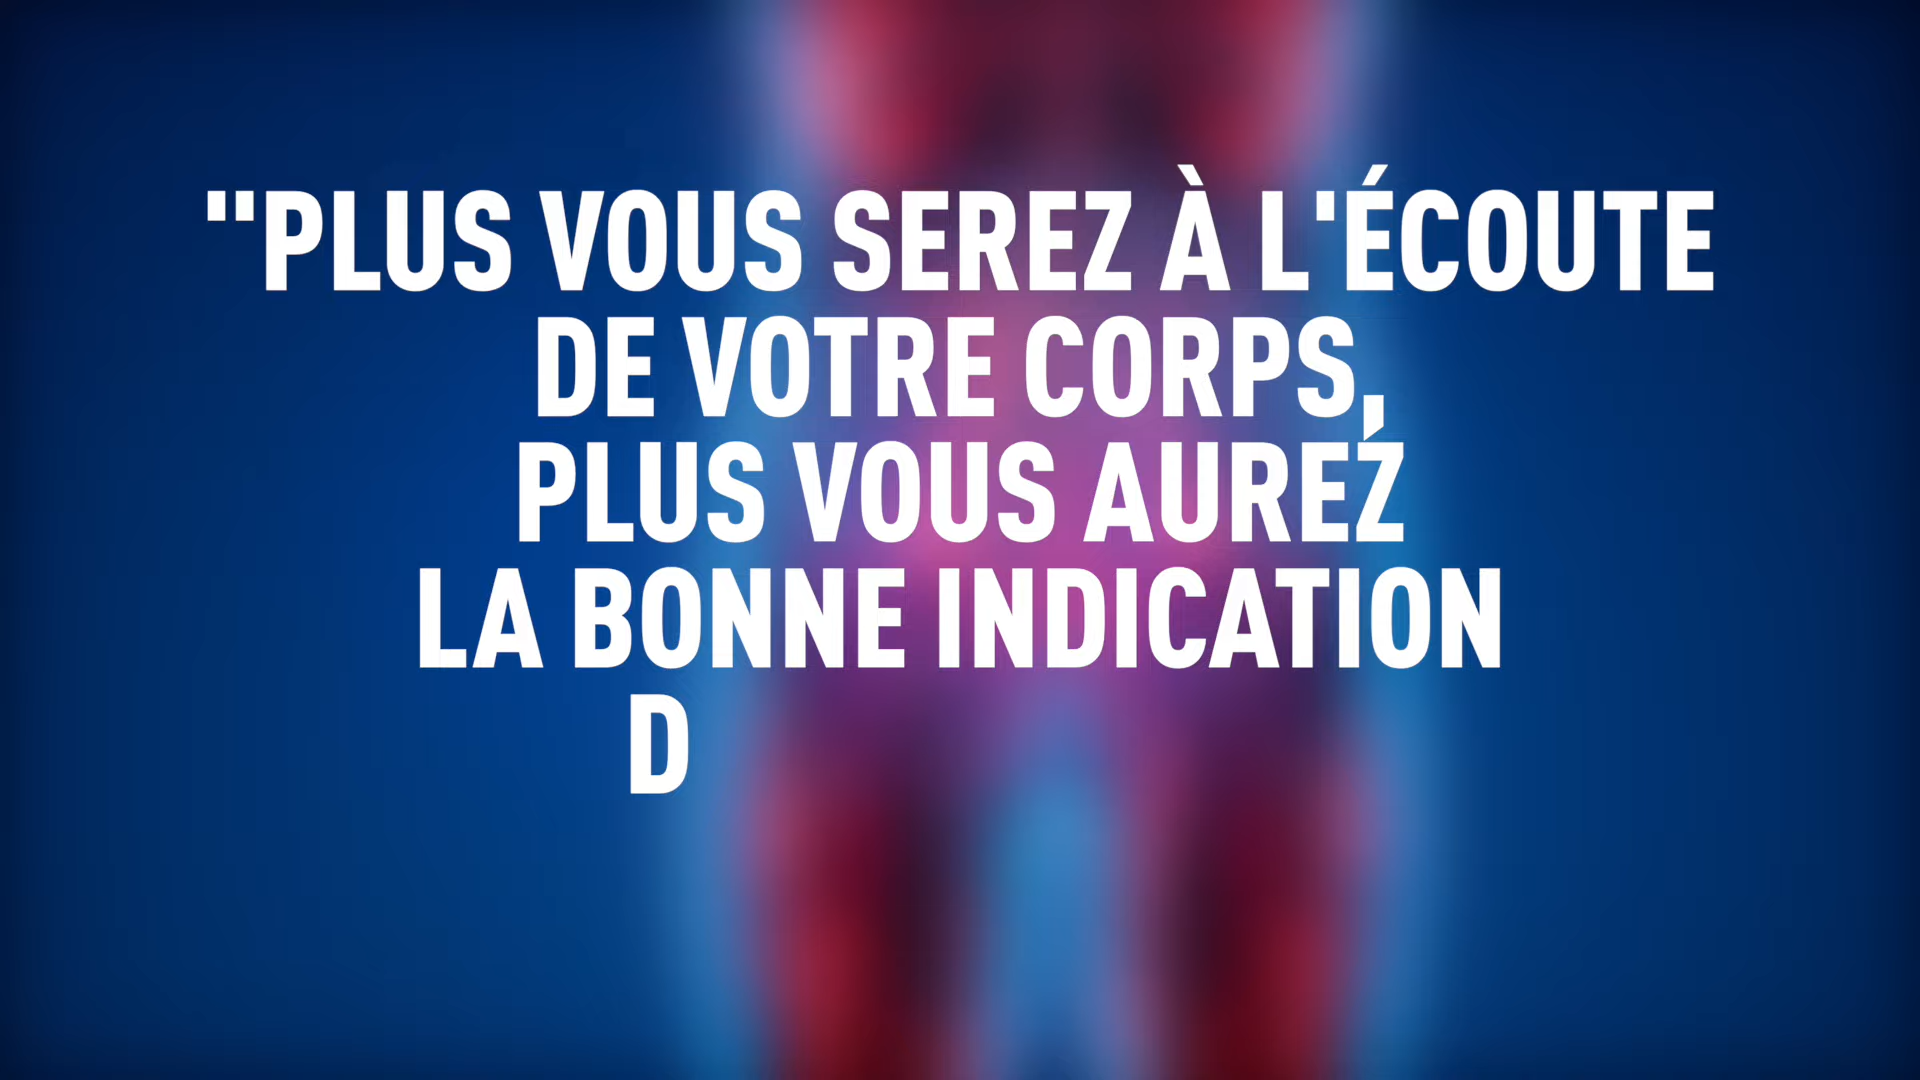 "PLUS VOUS SEREZ À L'ÉCOUTE
DE VOTRE CORPS,
PLUS VOUS AUREZ
LA BONNE INDICATION
D